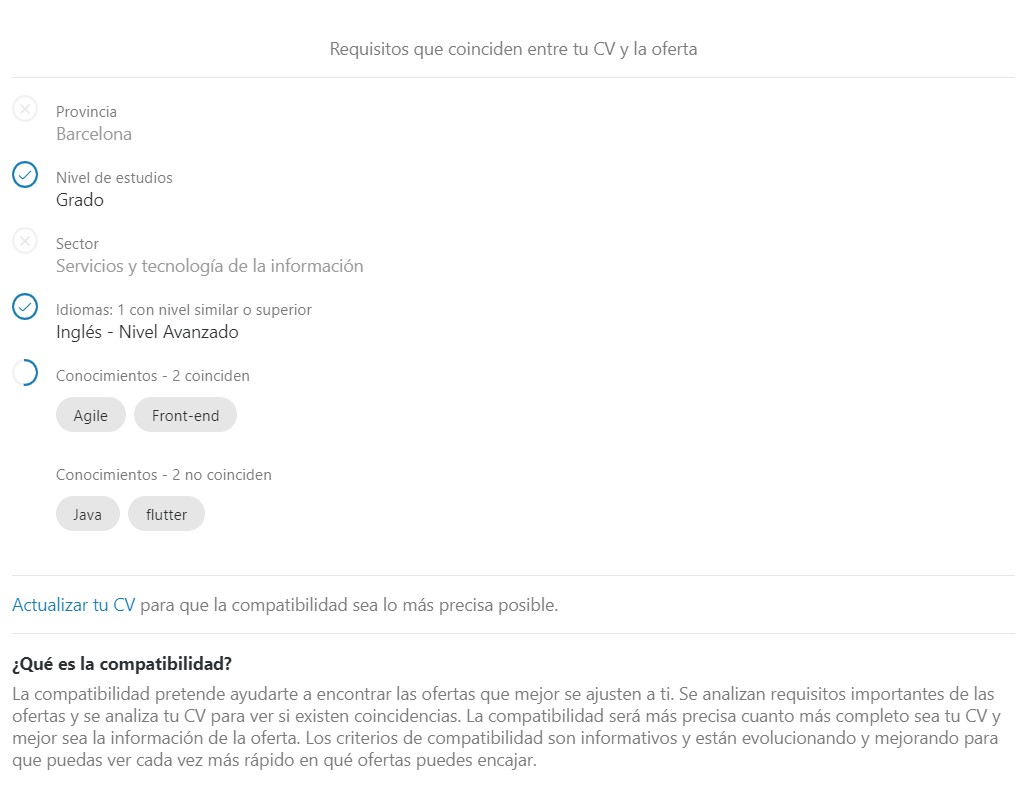 Requisitos que coinciden entre tu CV y la oferta
Provincia
Barcelona
Nivel de estudios
Grado
Sector
Servicios y tecnología de la información
Idiomas: 1 con nivel similar o superior
Inglés - Nivel Avanzado
Conocimientos - 2 coinciden
Agile Front-end
Conocimientos - 2 no coinciden
Java flutter
Actualizar tu CV para que la compatibilidad sea lo más precisa posible.
¿Qué es la compatibilidad?
La compatibilidad pretende ayudarte a encontrar las ofertas que mejor se ajusten a ti. Se analizan requisitos importantes de las
ofertas y se analiza tu CV para ver si existen coincidencias. La compatibilidad será más precisa cuanto más completo sea tu CV y
mejor sea la información de la oferta. Los criterios de compatibilidad son informativos y están evolucionando y mejorando para
que puedas ver cada vez más rápido en qué ofertas puedes encajar.